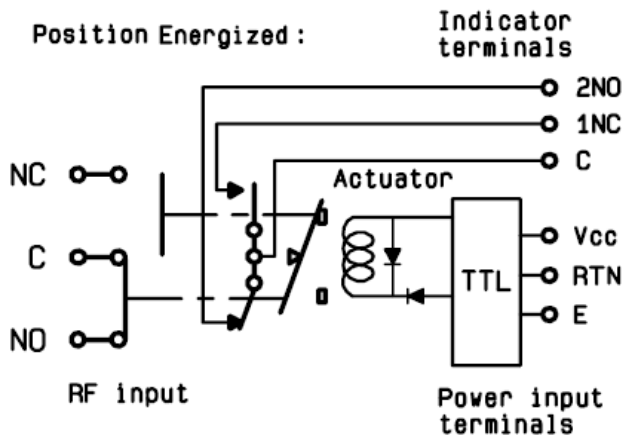 Position Energized :
Indicator
terminals
2NO
1NC
C
NC
Actuator
C
Vcc
TTL
RTN
E
NO
RF input
Power input
terminals